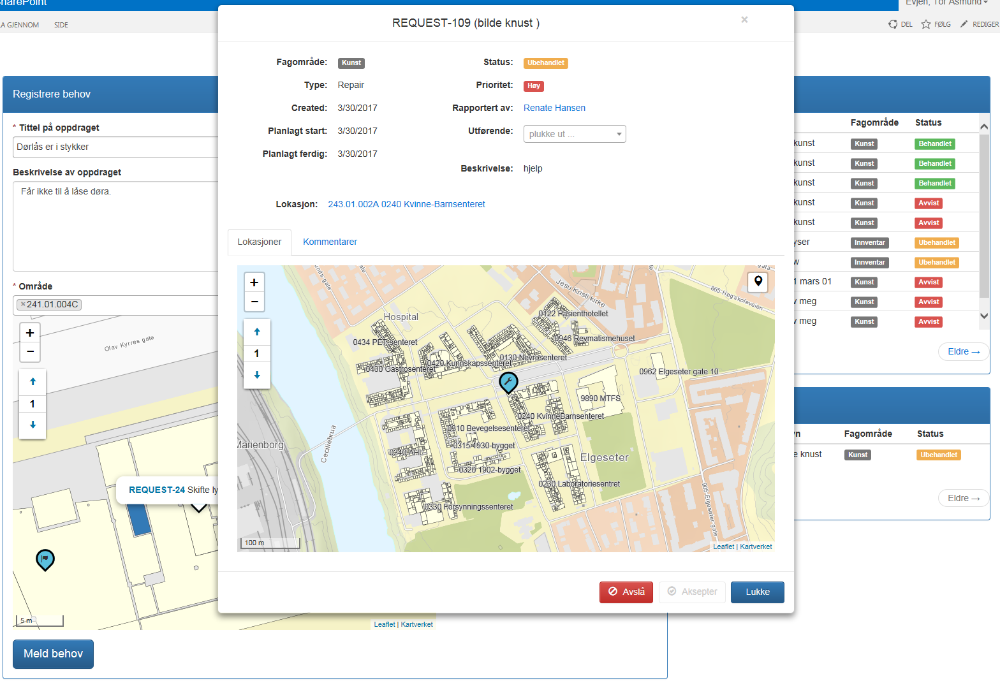 SharePoint
Evjen, Tor Åsmund
LA GJENNOM
SIDE
DEL
FØLG
REDIGER
REQUEST-109 (bilde knust )
×
Fagområde:
Kunst
Status:
Ubehandlet
Type:
Repair
Prioritet:
Høy
Created:
3/30/2017
Rapportert av:
Renate Hansen
Planlagt start:
3/30/2017
Utførende:
plukke ut ...
Planlagt ferdig:
3/30/2017
Beskrivelse:
hjelp
Lokasjon:
243.01.002A 0240 Kvinne-Barnsenteret
Lokasjoner
Kommentarer
+
−
1
Jesu Kristi kirke
865-Høgskoleveien
Hospital
0122 Pasienthotellet
0434 PET-senteret
0946 Revmatismehuset
0130 Nevrosenteret
0420 Kunnskapssenteret
0430 Gastrosenteret
0962 Elgeseter gate 10
9890 MTFS
0240 KvinneBarnsenteret
0310 Bevegelsesenteret
0315 1930-bygget
0340 AHL
0320 1902-bygget
Ceciliebrua
Marienborg
Elgeseter
0230 Laboratoriesentret
0330 Forsynningssenteret
905-Elgeseter-gate
100 m
Leaflet | Kartverket
Avslå
Aksepter
Lukke
Registrere behov
* Tittel på oppdraget
Dørlås er i stykker
Beskrivelse av oppdraget
Får ikke til å låse døra.
* Område
×241.01.004C
+
−
1
Olav Kyrres gate
REQUEST-24 Skifte ly
5 m
Leaflet | Kartverket
Meld behov
Fagområde
Status
kunst
Kunst
Behandlet
kunst
Kunst
Behandlet
kunst
Kunst
Behandlet
kunst
Kunst
Avvist
kunst
Kunst
Avvist
yser
Innventar
Ubehandlet
w
Innventar
Ubehandlet
1 mars 01
Kunst
Avvist
v meg
Kunst
Avvist
v meg
Kunst
Avvist
Eldre →
vn
Fagområde
Status
e knust
Kunst
Ubehandlet
Eldre →